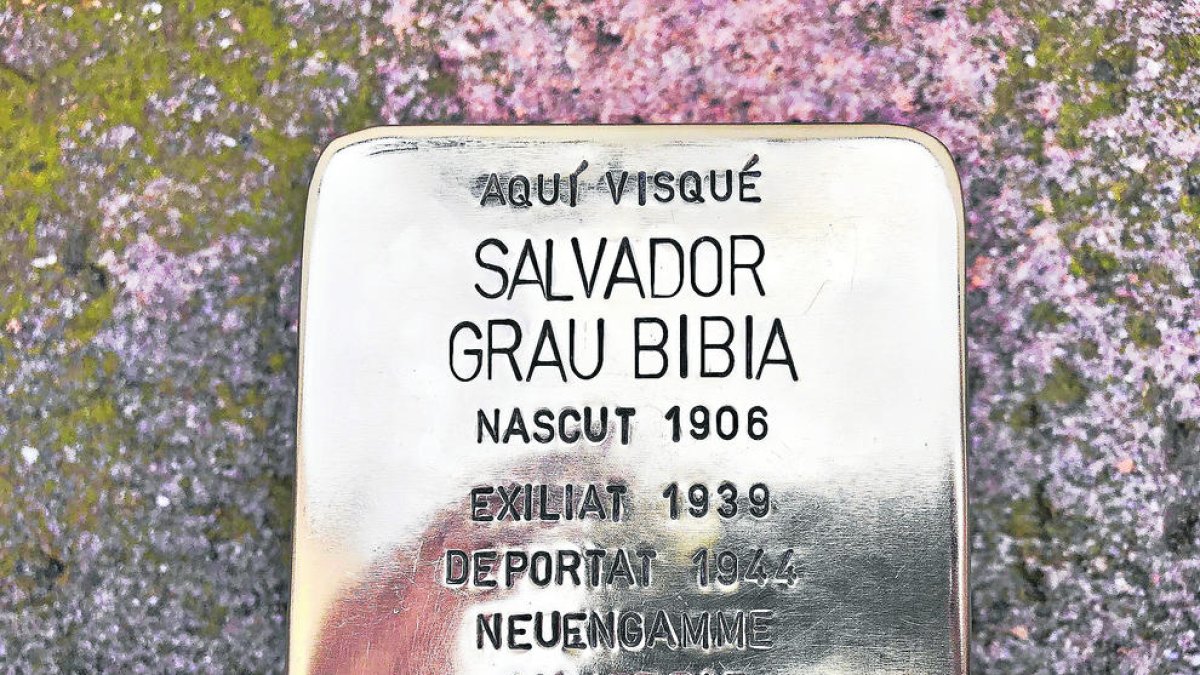 AQUÍ VISQUÉ
SALVADOR
GRAU BIBIA
NASCUT 1906
EXILIAT 1939
DEPORTAT 1944
NEUENGAMME